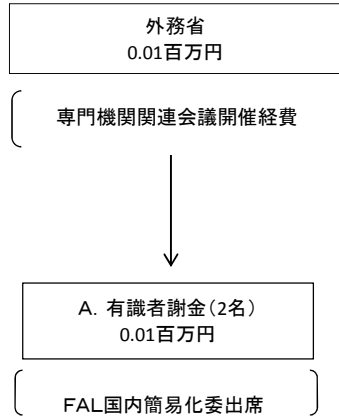 外務省
0.01百万円
専門機関関連会議開催経費
A. 有識者謝金(2名)
0.01百万円
FAL国内簡易化委出席